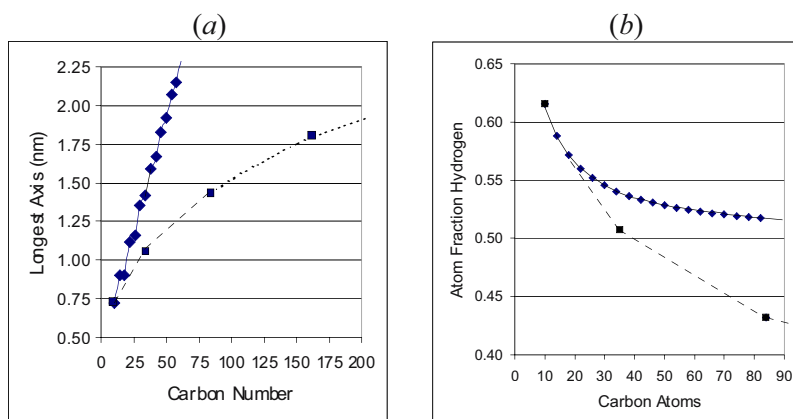 (a)
2.25
2.00
1.75
1.50
1.25
1.00
0.75
0.50
Longest Axis (nm)
0 25 50 75 100 125 150 175 200
Carbon Number
(b)
0.65
0.60
0.55
0.50
0.45
0.40
Atom Fraction Hydrogen
0 10 20 30 40 50 60 70 80 90
Carbon Atoms